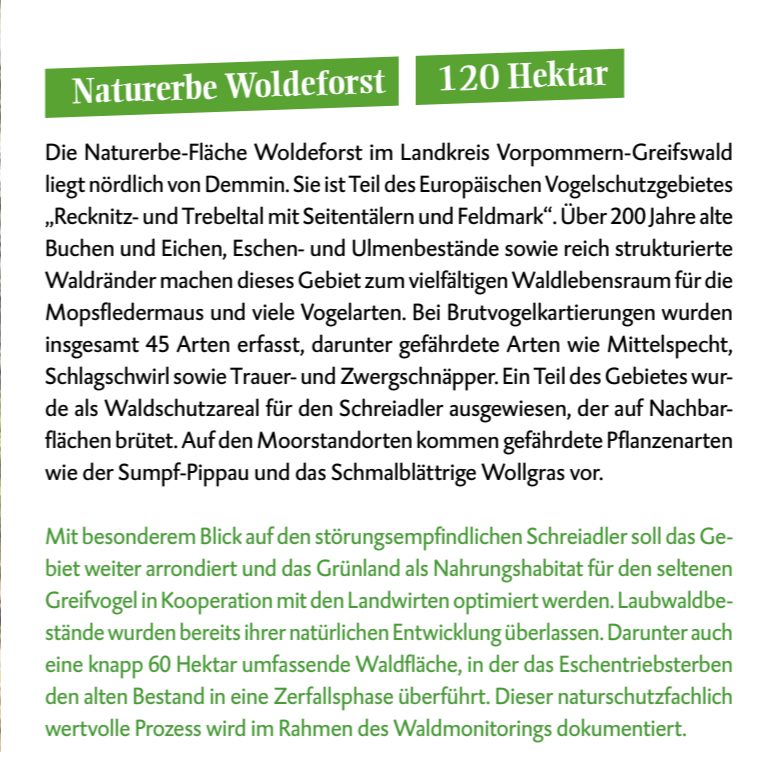 Naturerbe Woldeforst 120 Hektar
Die Naturerbe-Fläche Woldeforst im Landkreis Vorpommern-Greifswald
liegt nördlich von Demmin. Sie ist Teil des Europäischen Vogelschutzgebietes
„Recknitz- und Trebeltal mit Seitentälern und Feldmark“. Über 200 Jahre alte
Buchen und Eichen, Eschen- und Ulmenbestände sowie reich strukturierte
Waldränder machen dieses Gebiet zum vielfältigen Waldlebensraum für die
Mopsfledermaus und viele Vogelarten. Bei Brutvogelkartierungen wurden
insgesamt 45 Arten erfasst, darunter gefährdete Arten wie Mittelspecht,
Schlagschwirl sowie Trauer- und Zwergschnäpper. Ein Teil des Gebietes wur-
de als Waldschutzareal für den Schreiadler ausgewiesen, der auf Nachbar-
flächen brütet. Auf den Moorstandorten kommen gefährdete Pflanzenarten
wie der Sumpf-Pippau und das Schmalblättrige Wollgras vor.
Mit besonderem Blick auf den störungsempfindlichen Schreiadler soll das Ge-
biet weiter arrondiert und das Grünland als Nahrungshabitat für den seltenen
Greifvogel in Kooperation mit den Landwirten optimiert werden. Laubwaldbe-
stände wurden bereits ihrer natürlichen Entwicklung überlassen. Darunter auch
eine knapp 60 Hektar umfassende Waldfläche, in der das Eschentriebsterben
den alten Bestand in eine Zerfallsphase überführt. Dieser naturschutzfachlich
wertvolle Prozess wird im Rahmen des Waldmonitorings dokumentiert.